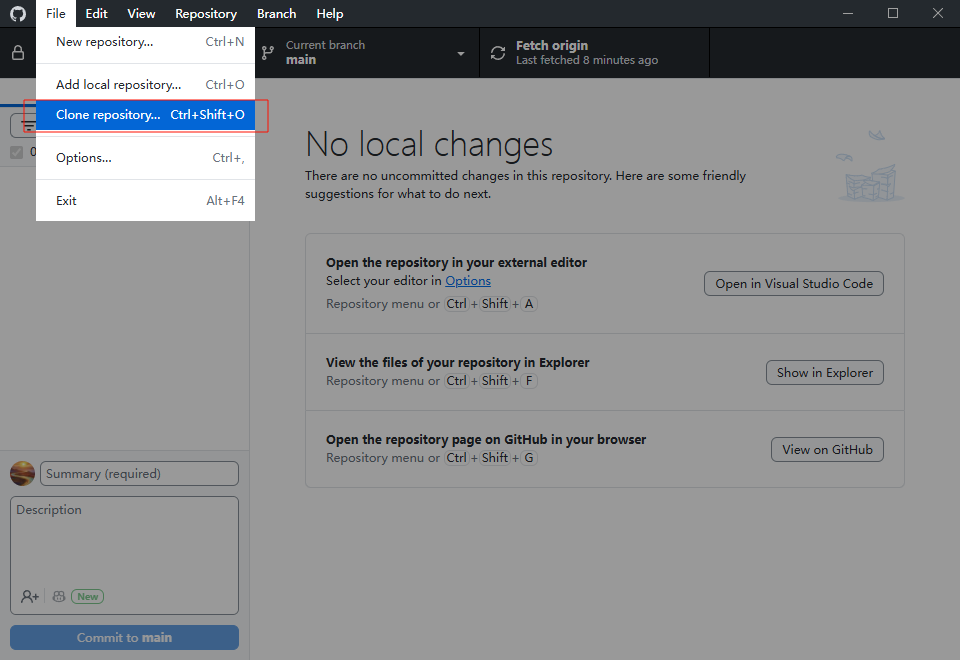 File Edit View Repository Branch Help
New repository... Ctrl+N
Add local repository... Ctrl+O
Clone repository... Ctrl+Shift+O
Options... Ctrl+,
Exit Alt+F4
Current branch
main
Fetch origin
Last fetched 8 minutes ago
0
No local changes
There are no uncommitted changes in this repository. Here are some friendly
suggestions for what to do next.
Open the repository in your external editor
Select your editor in Options
Repository menu or Ctrl + Shift + A
Open in Visual Studio Code
View the files of your repository in Explorer
Repository menu or Ctrl + Shift + F
Show in Explorer
Open the repository page on GitHub in your browser
Repository menu or Ctrl + Shift + G
View on GitHub
Summary (required)
Description
New
Commit to main